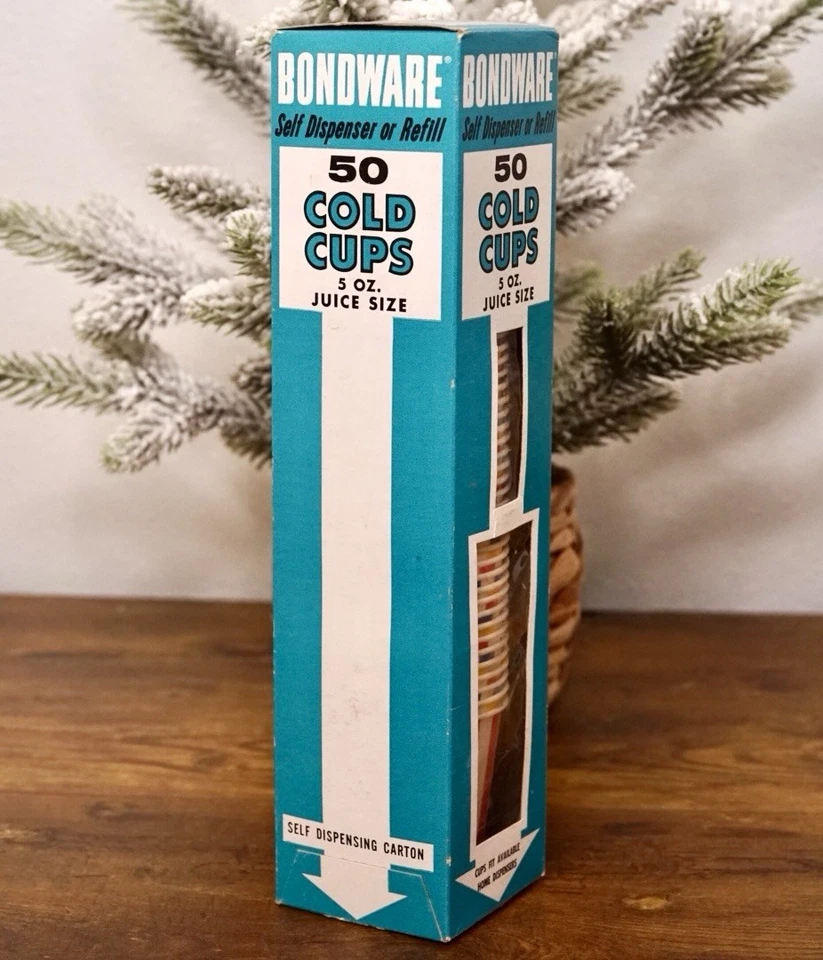 BONDWARE®
Self Dispenser or Refill
50
COLD
CUPS
5 OZ.
JUICE SIZE
SELF DISPENSING CARTON
BONDWARE
Self Dispenser or Refill
50
COLD
CUPS
5 OZ.
JUICE SIZE
CUPS FIT AVAILABLE
HOME DISPENSERS